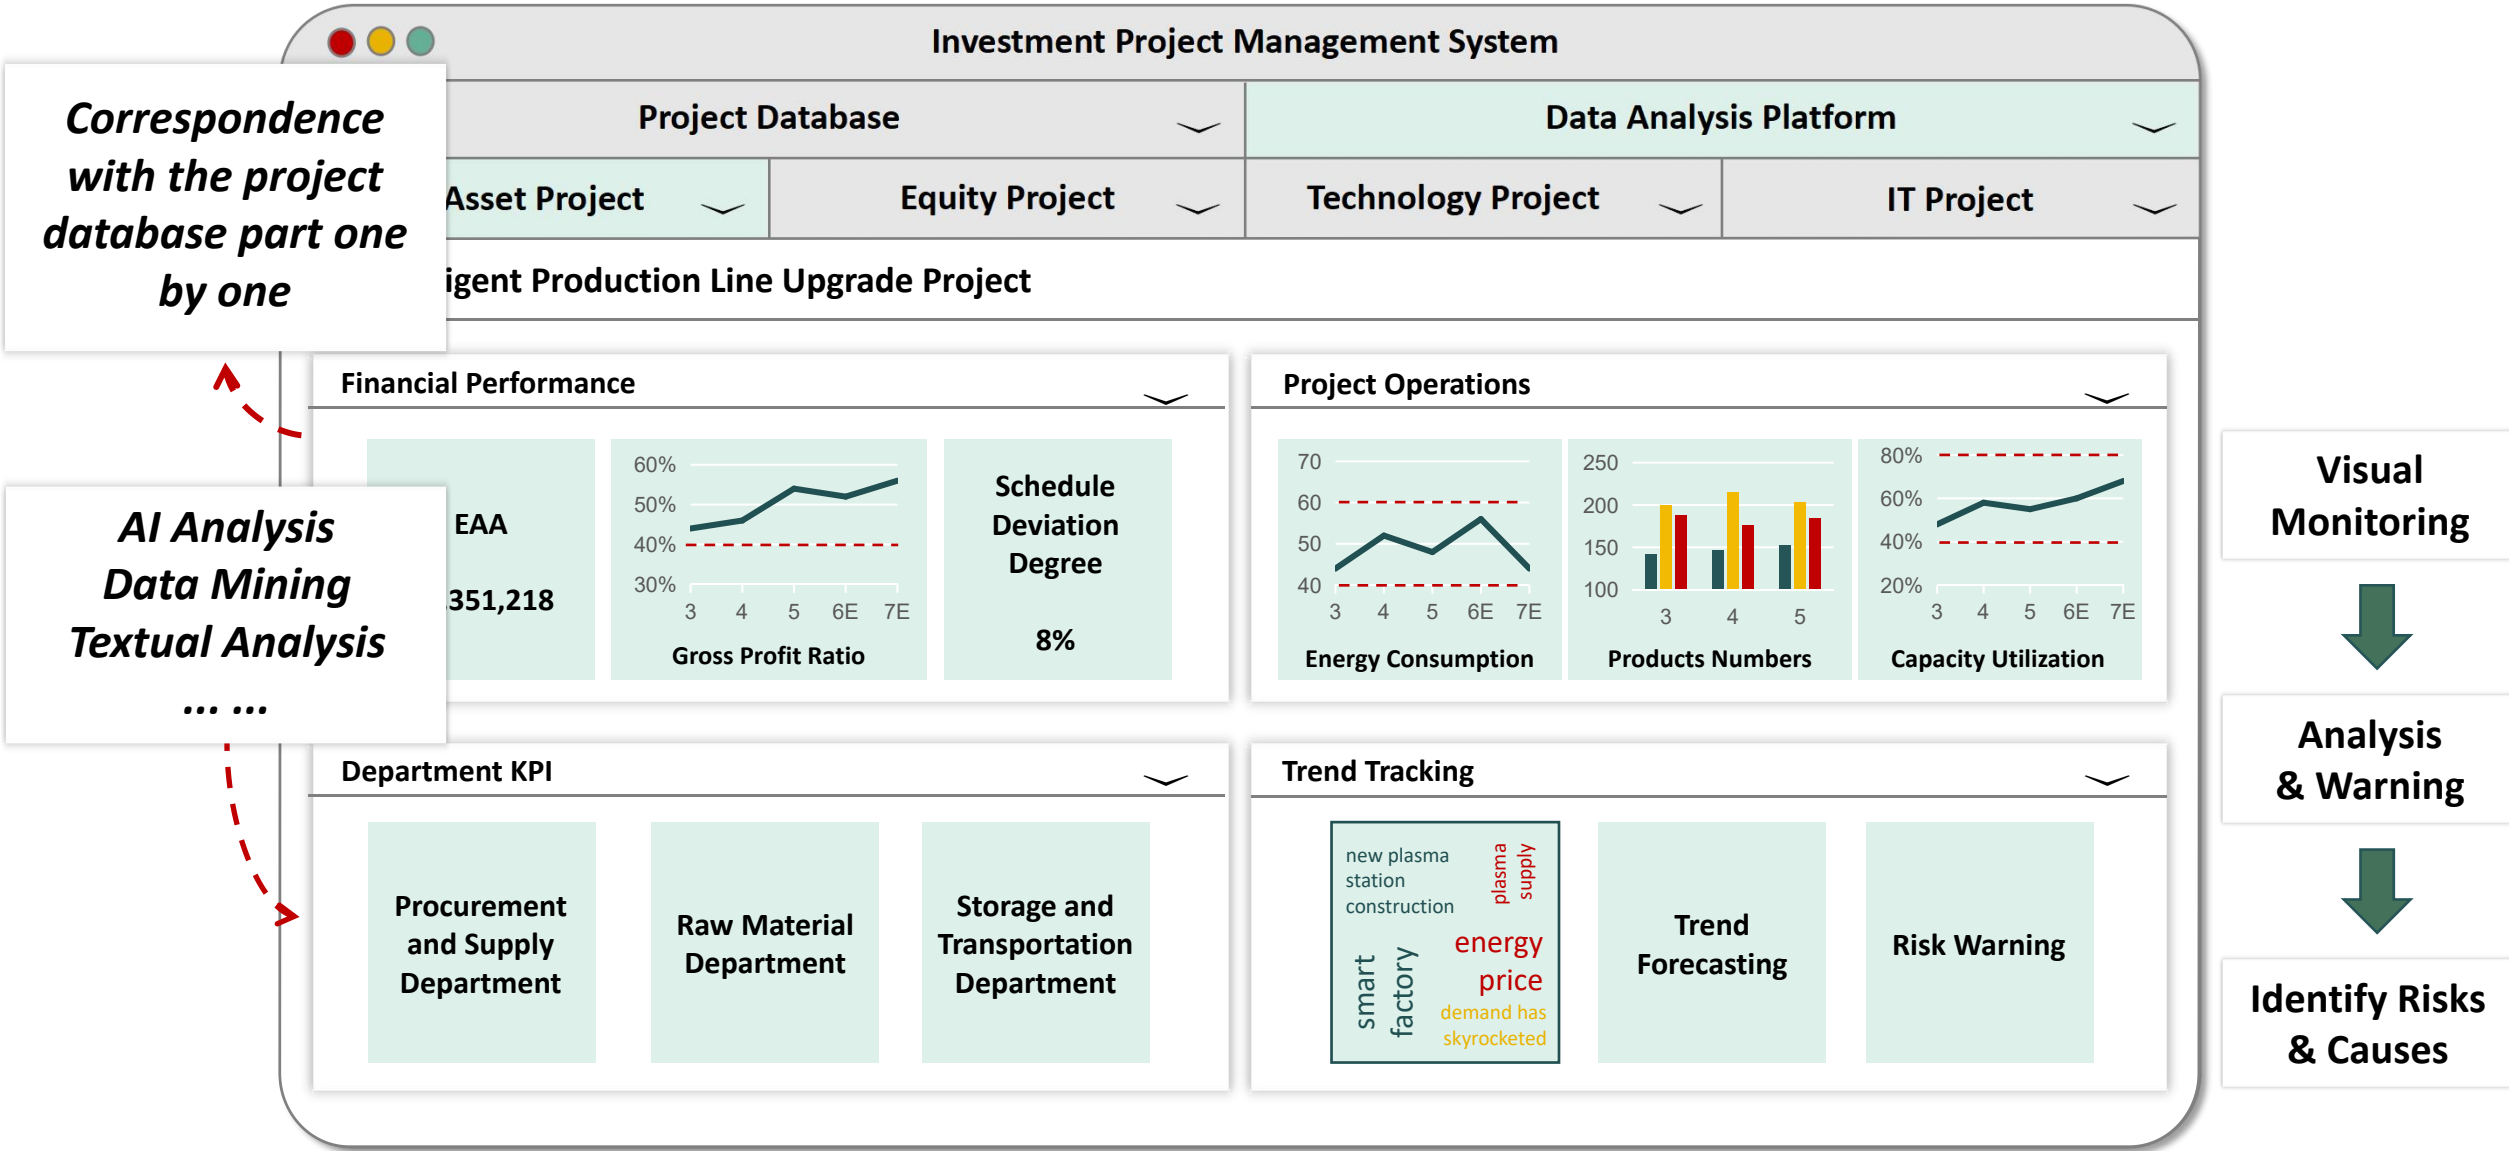 Investment Project Management System
Project Database
Data Analysis Platform
Asset Project
Equity Project
Technology Project
IT Project
Correspondence
with the project
database part one
by one
igent Production Line Upgrade Project
Financial Performance
EAA
,351,218
60%
50%
40%
30%
3 4 5 6E 7E
Gross Profit Ratio
Schedule
Deviation
Degree
8%
Project Operations
70
60
50
40
3 4 5 6E 7E
Energy Consumption
250
200
150
100
3 4 5
Products Numbers
80%
60%
40%
20%
3 4 5 6E 7E
Capacity Utilization
AI Analysis
Data Mining
Textual Analysis
... ...
Department KPI
Procurement
and Supply
Department
Raw Material
Department
Storage and
Transportation
Department
Trend Tracking
new plasma
station
construction
plasma
supply
smart
factory
energy
price
demand has
skyrocketed
Trend
Forecasting
Risk Warning
Visual
Monitoring
Analysis
& Warning
Identify Risks
& Causes